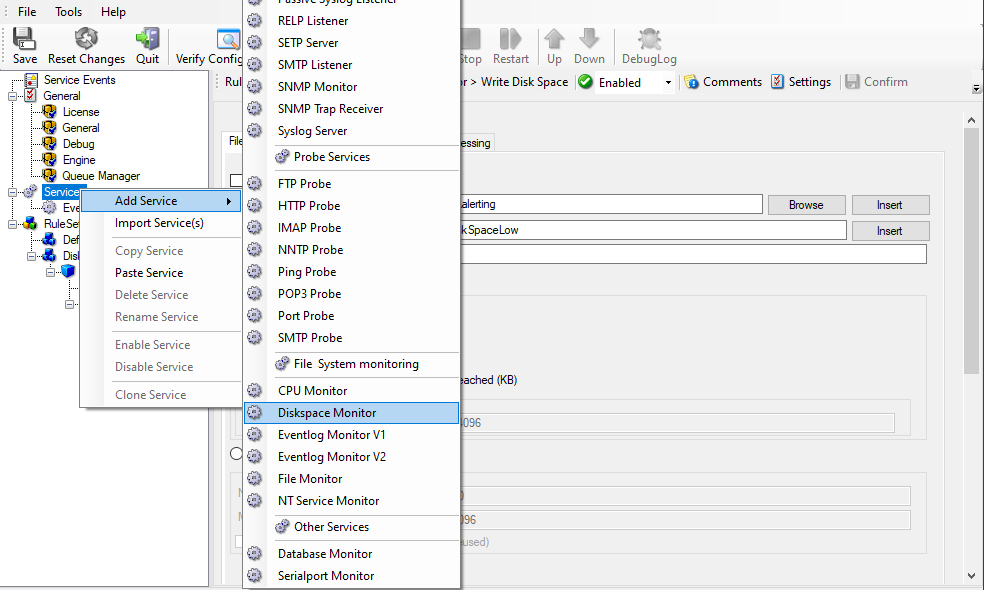 File Tools Help
Save Reset Changes Quit Verify Config Stop Restart Up Down DebugLog
Service Events
General
License
General
Debug
Engine
Queue Manager
Service
Eve
RuleSe
Def
Disk
Add Service
Import Service(s)
Copy Service
Paste Service
Delete Service
Rename Service
Enable Service
Disable Service
Clone Service
Passive Syslog Listener
RELP Listener
SETP Server
SMTP Listener
SNMP Monitor
SNMP Trap Receiver
Syslog Server
Probe Services
FTP Probe
HTTP Probe
IMAP Probe
NNTP Probe
Ping Probe
POP3 Probe
Port Probe
SMTP Probe
File System monitoring
CPU Monitor
Diskspace Monitor
Eventlog Monitor V1
Eventlog Monitor V2
File Monitor
NT Service Monitor
Other Services
Database Monitor
Serialport Monitor
Rul
r > Write Disk Space Enabled Comments Settings Confirm
File
essing
alerting Browse Insert
kSpaceLow Insert
eached (KB)
096
096
eused)